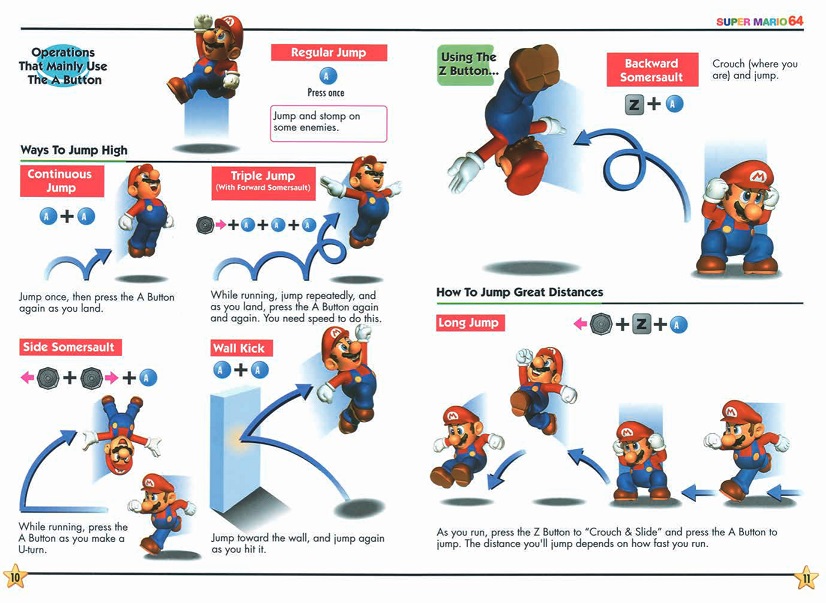 SUPER MARIO 64
Operations
That Mainly Use
The A Button
Regular Jump
A
Press once
Jump and stomp on
some enemies.
Ways To Jump High
Continuous
Jump
A + A
Jump once, then press the A Button
again as you land.
Triple Jump
(With Forward Somersault)
+ A + A + A
While running, jump repeatedly, and
as you land, press the A Button again
and again. You need speed to do this.
Side Somersault
+ + A
While running, press the
A Button as you make a
U-turn.
Wall Kick
A + A
Jump toward the wall, and jump again
as you hit it.
10
Using The
Z Button...
Backward
Somersault
Z + A
Crouch (where you
are) and jump.
How To Jump Great Distances
Long Jump
+ Z + A
As you run, press the Z Button to "Crouch & Slide" and press the A Button to
jump. The distance you'll jump depends on how fast you run.
11